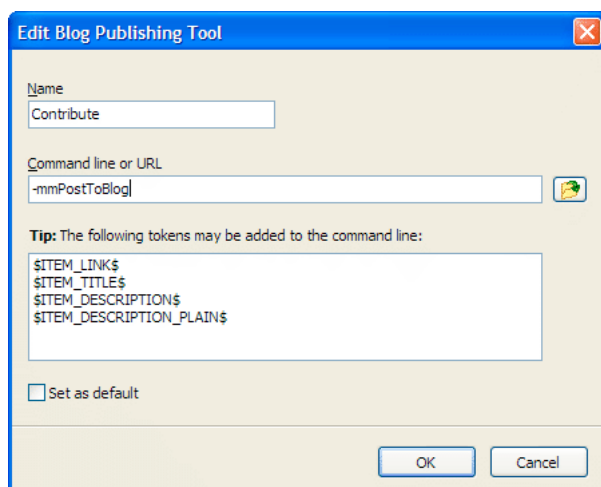 Edit Blog Publishing Tool
Name
Contribute
Command line or URL
-mmPostToBlog
Tip: The following tokens may be added to the command line:
$ITEM_LINK$
$ITEM_TITLE$
$ITEM_DESCRIPTION$
$ITEM_DESCRIPTION_PLAIN$
Set as default
OK Cancel